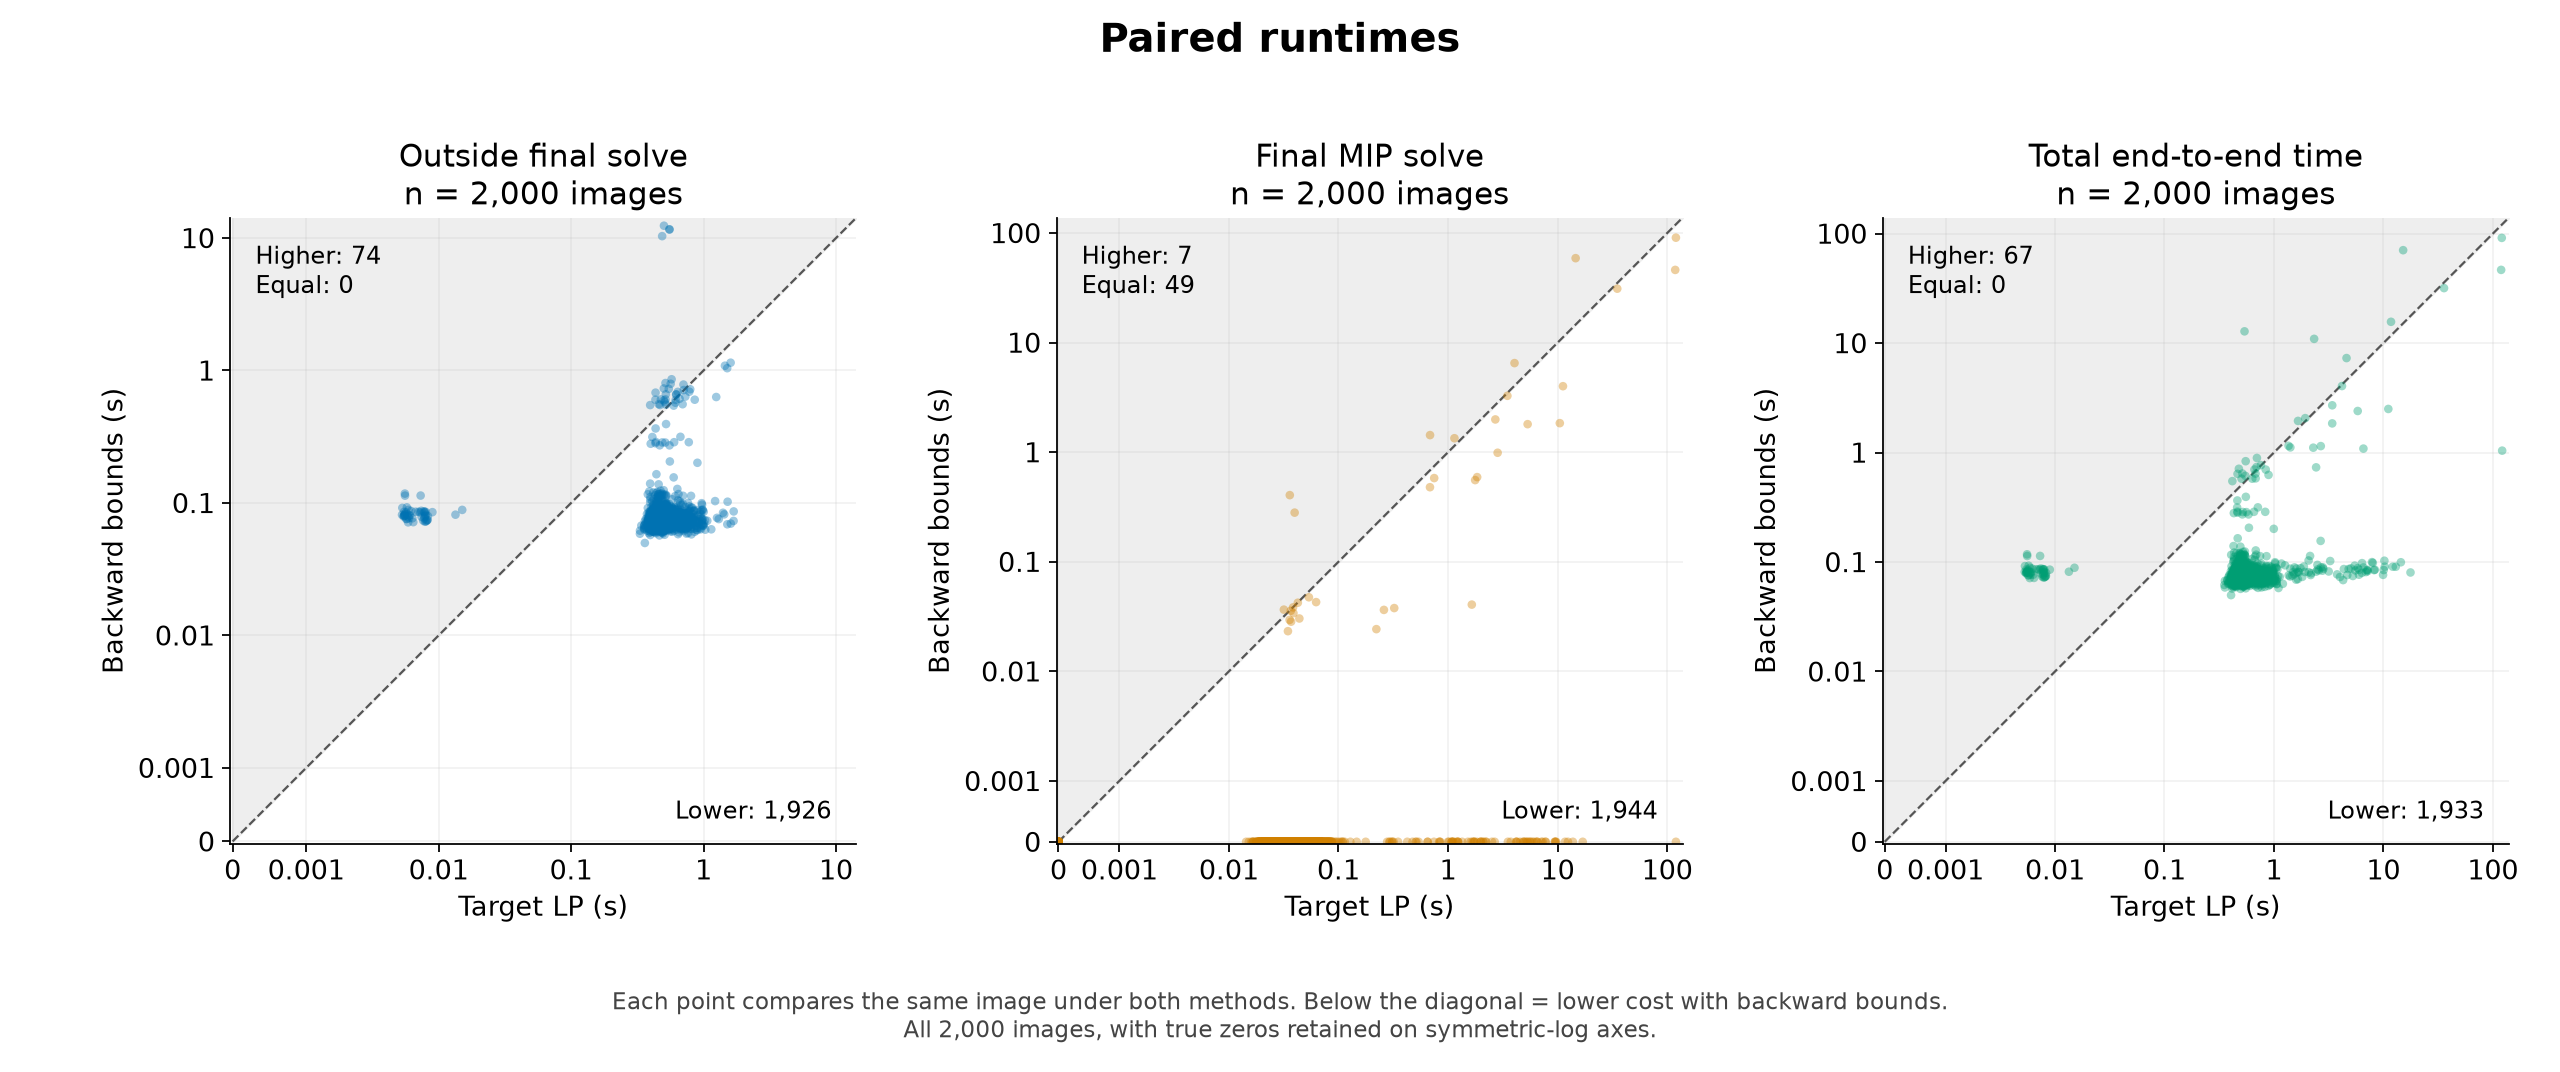 Paired runtimes
Outside final solve
n = 2,000 images
Higher: 74
Equal: 0
Lower: 1,926
10
1
0.1
0.01
0.001
0
Backward bounds (s)
0 0.001 0.01 0.1 1 10
Target LP (s)
Final MIP solve
n = 2,000 images
Higher: 7
Equal: 49
Lower: 1,944
100
10
1
0.1
0.01
0.001
0
Backward bounds (s)
0 0.001 0.01 0.1 1 10 100
Target LP (s)
Total end-to-end time
n = 2,000 images
Higher: 67
Equal: 0
Lower: 1,933
100
10
1
0.1
0.01
0.001
0
Backward bounds (s)
0 0.001 0.01 0.1 1 10 100
Target LP (s)
Each point compares the same image under both methods. Below the diagonal = lower cost with backward bounds.
All 2,000 images, with true zeros retained on symmetric-log axes.